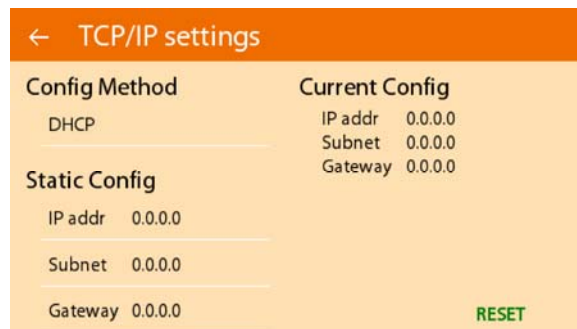 ← TCP/IP settings
Config Method
DHCP
Static Config
IP addr 0.0.0.0
Subnet 0.0.0.0
Gateway 0.0.0.0
Current Config
IP addr 0.0.0.0
Subnet 0.0.0.0
Gateway 0.0.0.0
RESET